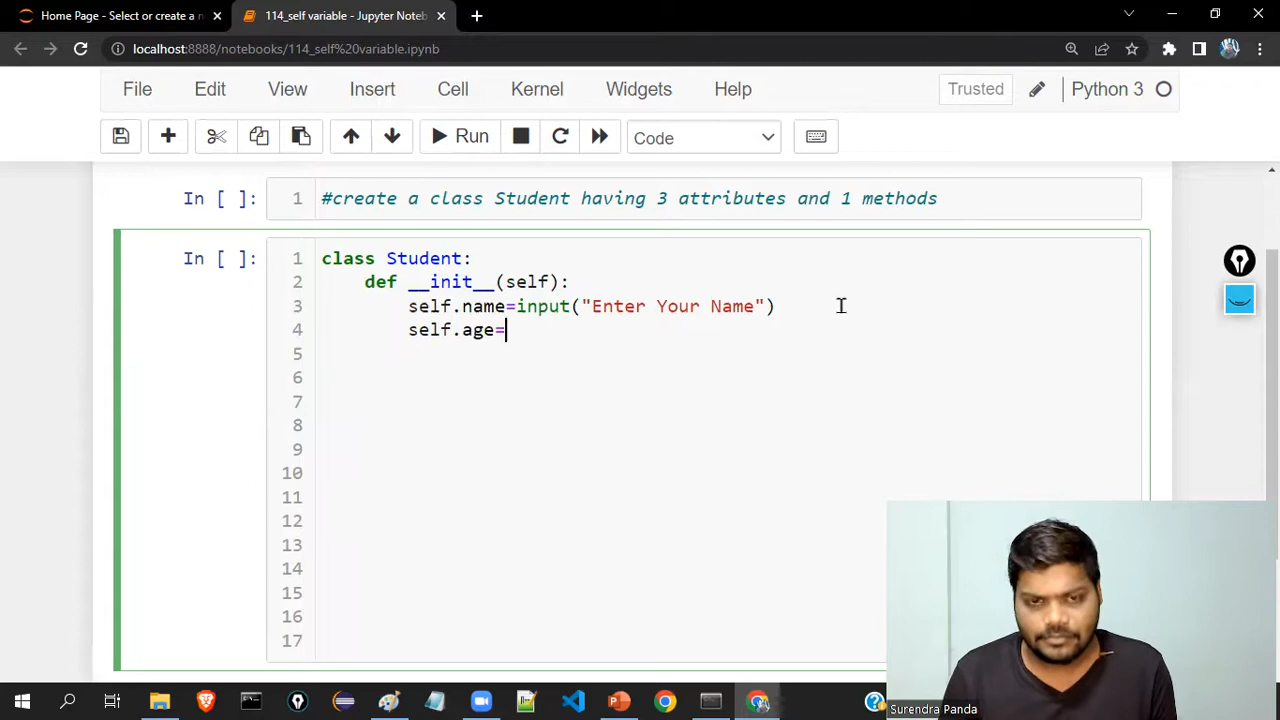 Home Page - Select or create a n
114_self variable - Jupyter Noteb
localhost:8888/notebooks/114_self%20variable.ipynb
File Edit View Insert Cell Kernel Widgets Help Trusted Python 3
Run Code
In [ ]: 1 #create a class Student having 3 attributes and 1 methods
In [ ]: 1 class Student:
2 def __init__(self):
3 self.name=input("Enter Your Name")
4 self.age=
5
6
7
8
9
10
11
12
13
14
15
16
17
Surendra Panda